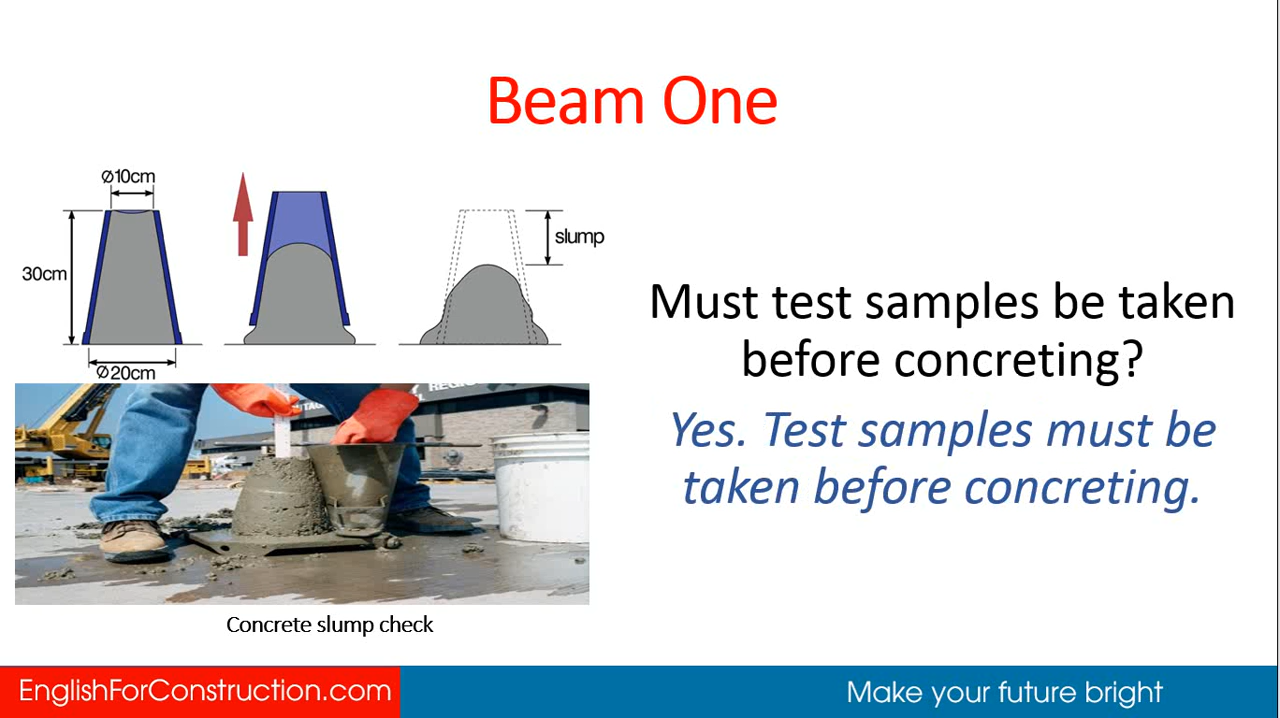 Beam One
Ø10cm
30cm
slump
Ø20cm
Concrete slump check
Must test samples be taken
before concreting?
Yes. Test samples must be
taken before concreting.
EnglishForConstruction.com
Make your future bright